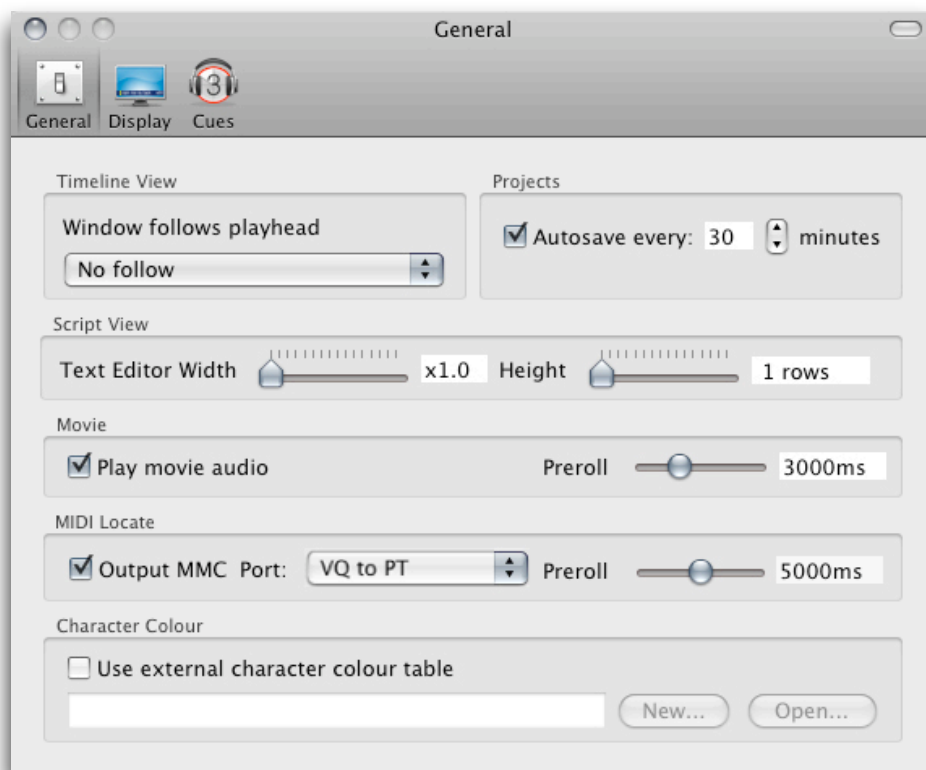 General
General Display Cues
3
Timeline View
Window follows playhead
No follow
Projects
Autosave every: 30 minutes
Script View
Text Editor Width x1.0 Height 1 rows
Movie
Play movie audio Preroll 3000ms
MIDI Locate
Output MMC Port: VQ to PT Preroll 5000ms
Character Colour
Use external character colour table
New... Open...